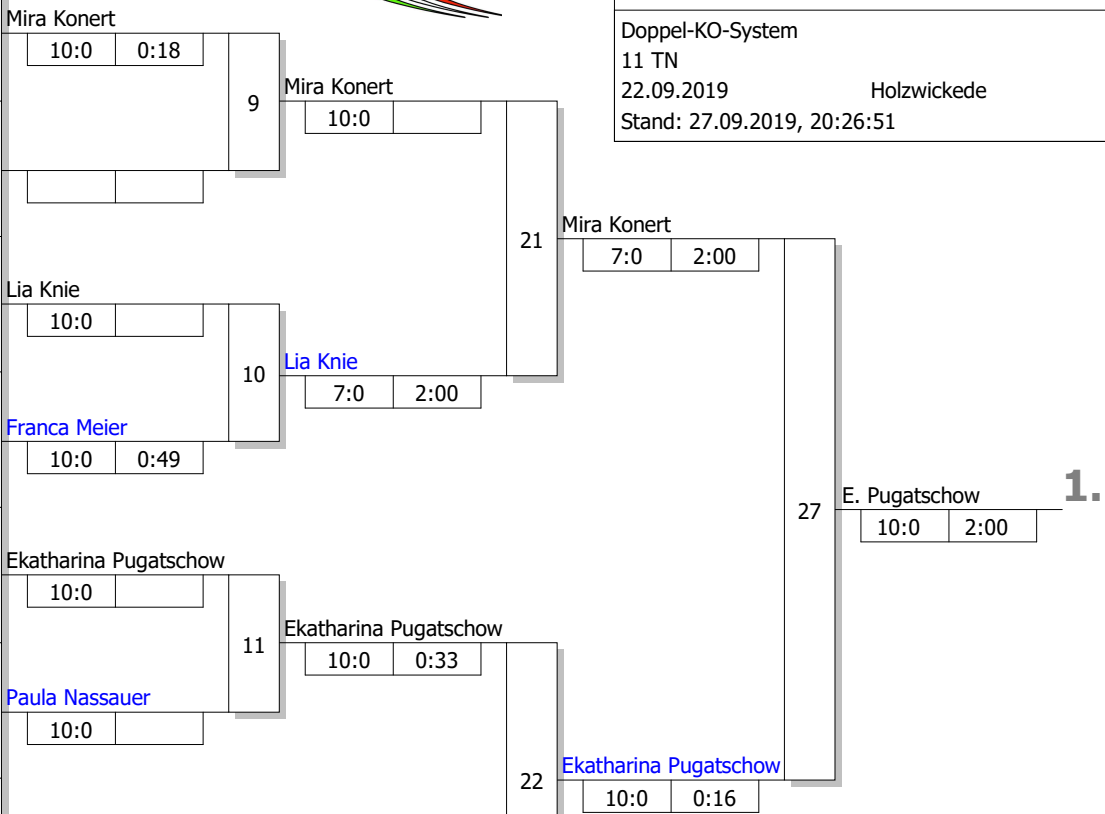 Mira Konert
10:0 0:18
Doppel-KO-System
11 TN
22.09.2019 Holzwickede
Stand: 27.09.2019, 20:26:51
9
Mira Konert
10:0
21
Mira Konert
7:0 2:00
Lia Knie
10:0
10
Lia Knie
7:0 2:00
Franca Meier
10:0 0:49
27
E. Pugatschow
1.
10:0 2:00
Ekatharina Pugatschow
10:0
11
Ekatharina Pugatschow
10:0 0:33
Paula Nassauer
10:0
22
Ekatharina Pugatschow
10:0 0:16